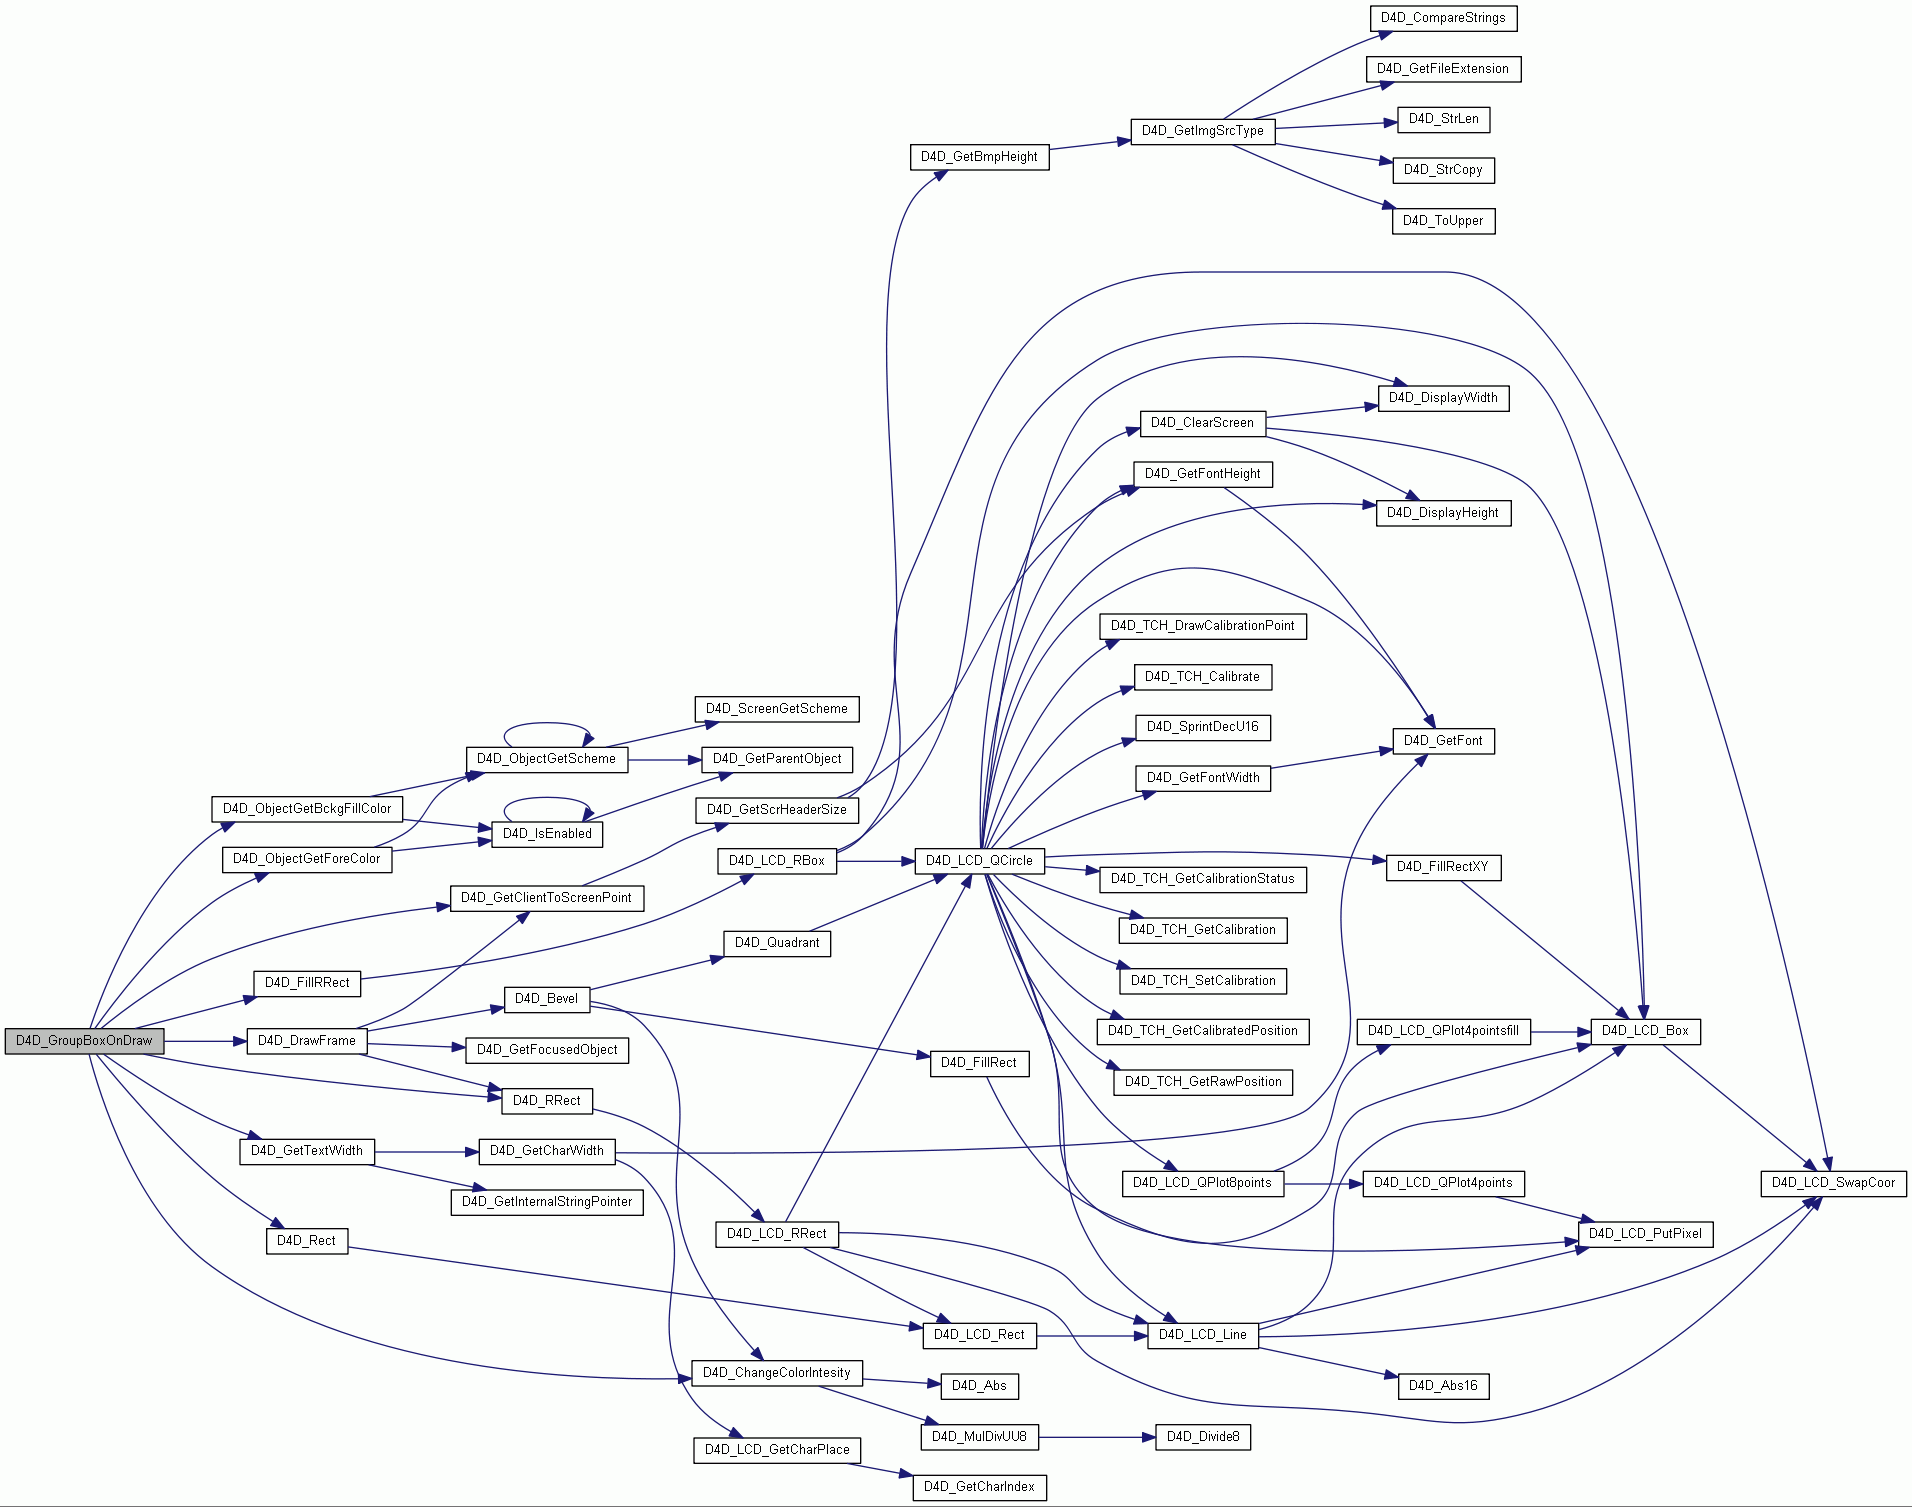 D4D_CompareStrings
D4D_GetFileExtension
D4D_StrLen
D4D_GetImgSrcType
D4D_GetBmpHeight
D4D_StrCopy
D4D_ToUpper
D4D_DisplayWidth
D4D_ClearScreen
D4D_GetFontHeight
D4D_DisplayHeight
D4D_TCH_DrawCalibrationPoint
D4D_TCH_Calibrate
D4D_ScreenGetScheme
D4D_SprintDecU16
D4D_GetFont
D4D_ObjectGetScheme
D4D_GetParentObject
D4D_GetFontWidth
D4D_ObjectGetBckgFillColor
D4D_GetScrHeaderSize
D4D_IsEnabled
D4D_ObjectGetForeColor
D4D_LCD_RBox
D4D_LCD_QCircle
D4D_FillRectXY
D4D_TCH_GetCalibrationStatus
D4D_GetClientToScreenPoint
D4D_TCH_GetCalibration
D4D_Quadrant
D4D_FillRRect
D4D_TCH_SetCalibration
D4D_Bevel
D4D_TCH_GetCalibratedPosition
D4D_LCD_QPlot4pointsfill
D4D_LCD_Box
D4D_GroupBoxOnDraw
D4D_DrawFrame
D4D_GetFocusedObject
D4D_FillRect
D4D_TCH_GetRawPosition
D4D_RRect
D4D_GetTextWidth
D4D_GetCharWidth
D4D_LCD_QPlot8points
D4D_LCD_QPlot4points
D4D_LCD_SwapCoor
D4D_GetInternalStringPointer
D4D_LCD_RRect
D4D_LCD_PutPixel
D4D_Rect
D4D_LCD_Rect
D4D_LCD_Line
D4D_ChangeColorIntesity
D4D_Abs
D4D_Abs16
D4D_MulDivUU8
D4D_Divide8
D4D_LCD_GetCharPlace
D4D_GetCharIndex